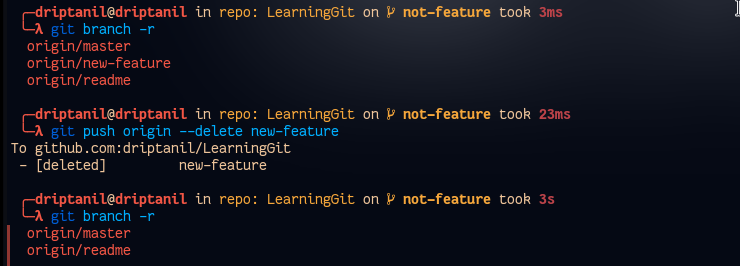 ╭─driptanil@driptanil in repo: LearningGit on  not-feature took 3ms
╰─λ git branch -r
origin/master
origin/new-feature
origin/readme
╭─driptanil@driptanil in repo: LearningGit on  not-feature took 23ms
╰─λ git push origin --delete new-feature
To github.com:driptanil/LearningGit
- [deleted] new-feature
╭─driptanil@driptanil in repo: LearningGit on  not-feature took 3s
╰─λ git branch -r
origin/master
origin/readme